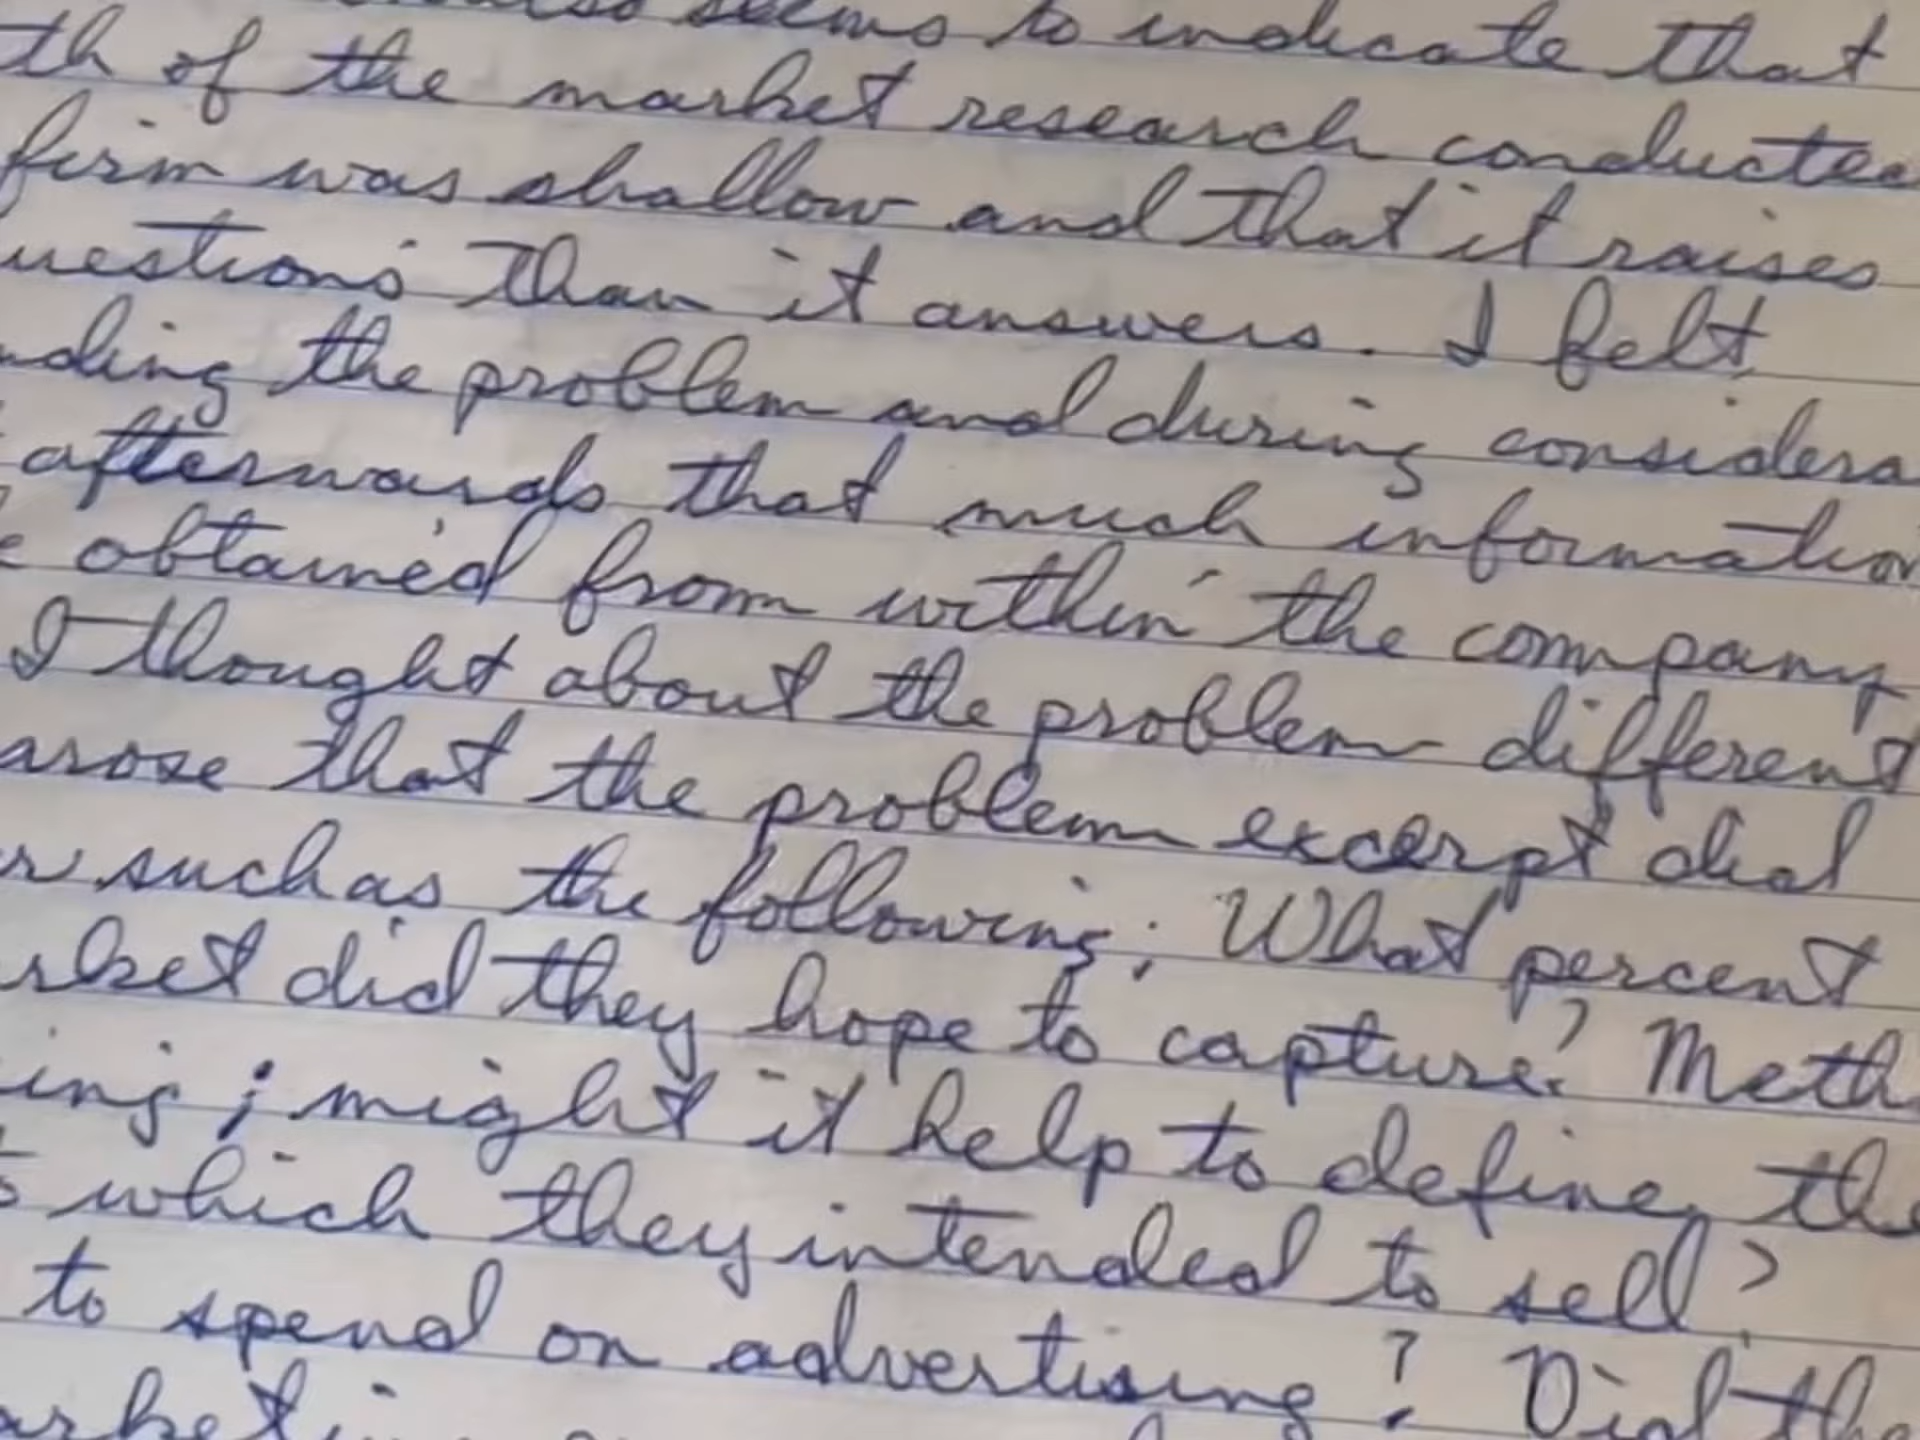 also seems to indicate that
th of the market research conducted
firm was shallow and that it raises
uestions than it answers. I felt,
nding the problem and during considera
afterwards that much information
e obtained from within the company
I thought about the problem different
arose that the problem excerpt did
r such as the following; What percent
rket did they hope to capture? Meth
ing; might it help to define, the
which they intended to sell?
to spend on advertising? Did the
arketing